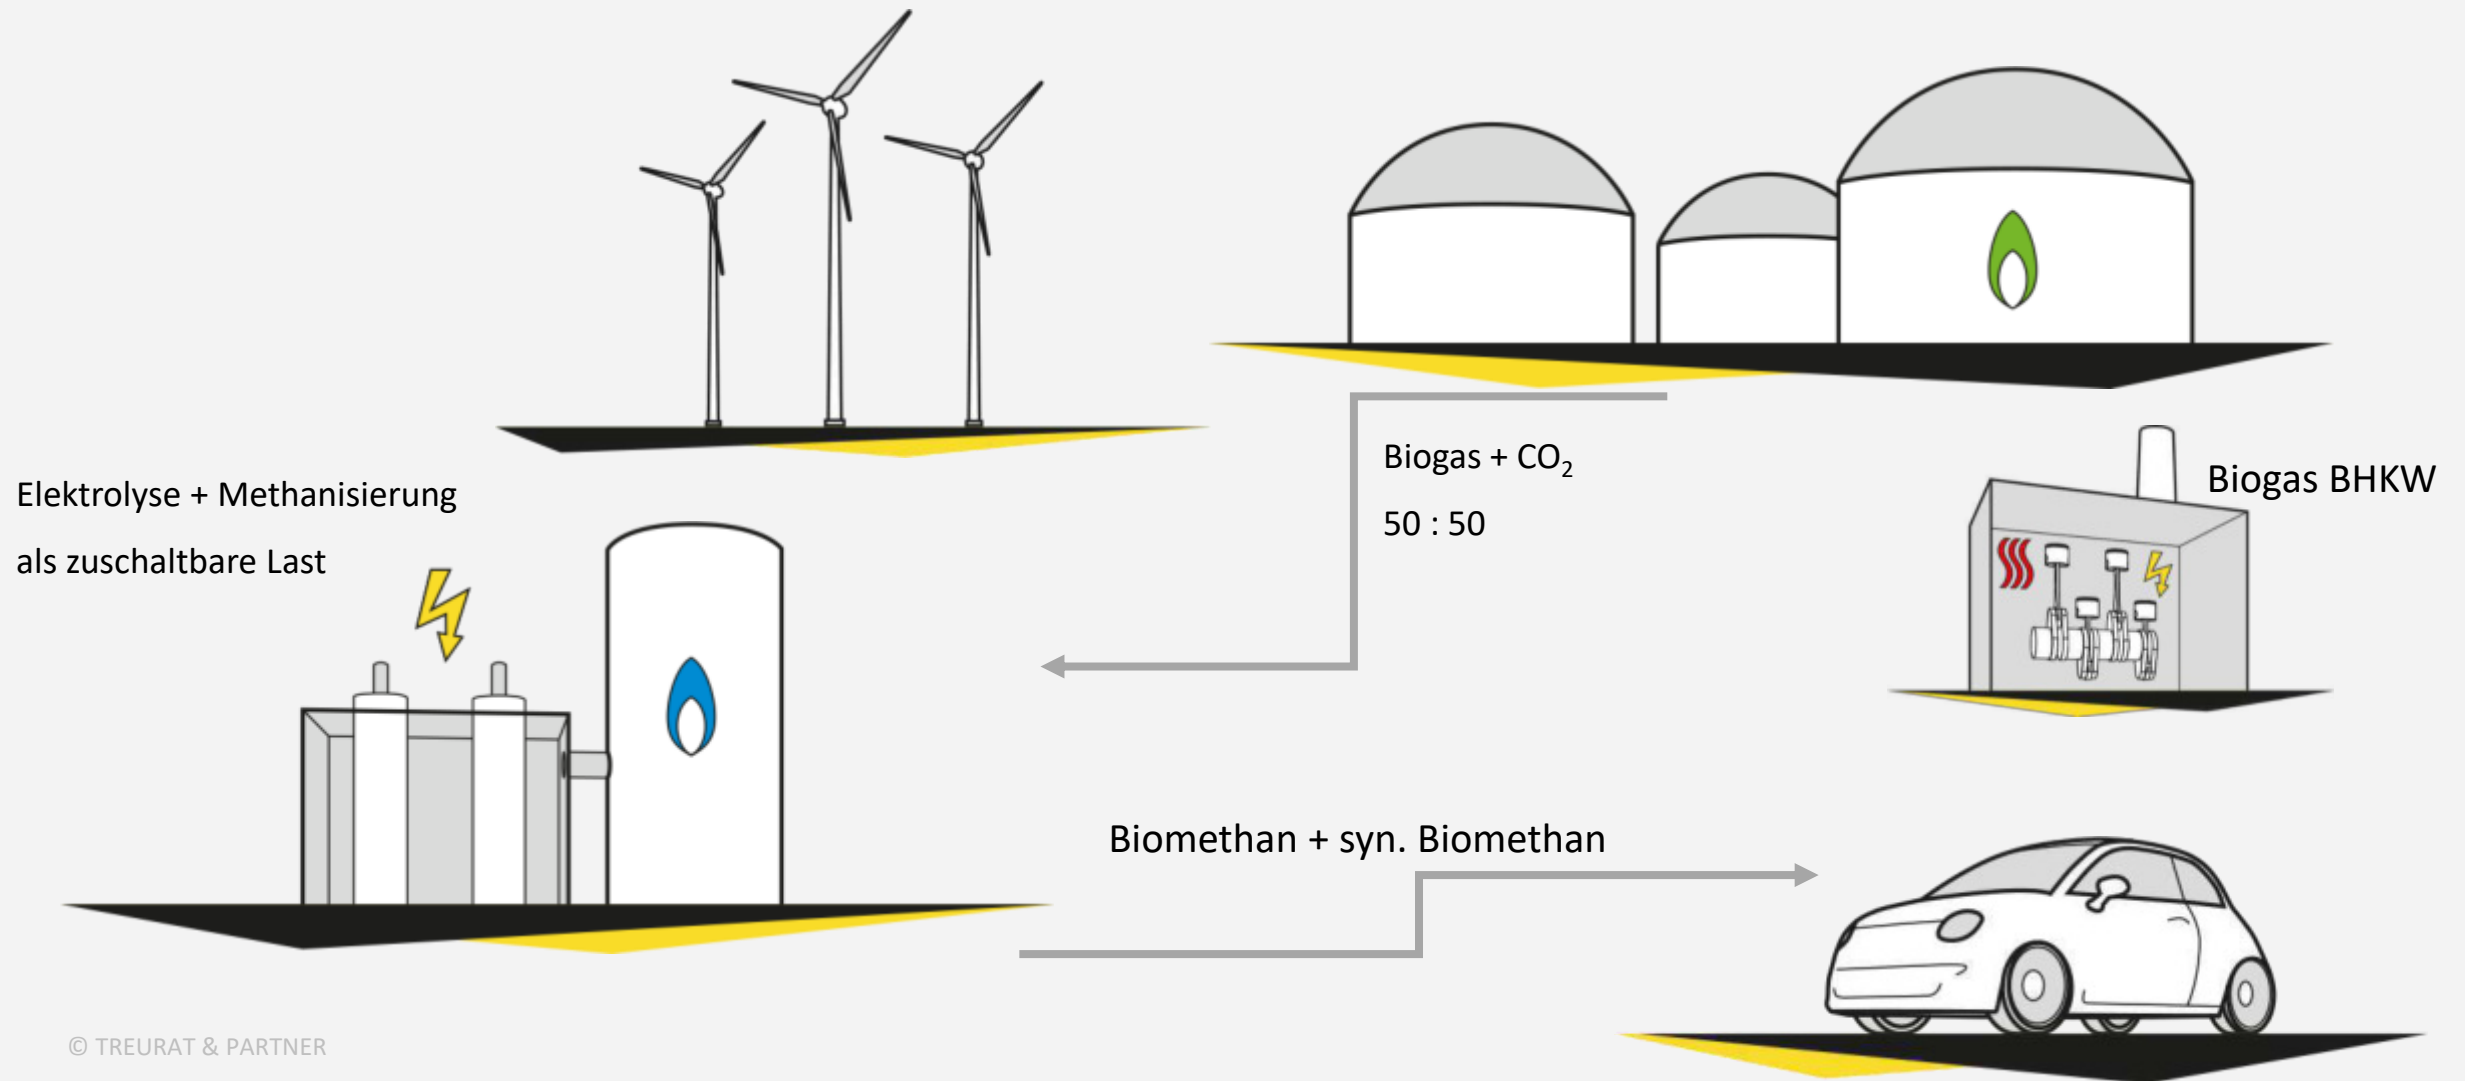 Elektrolyse + Methanisierung
als zuschaltbare Last
Biogas + CO₂
50 : 50
Biogas BHKW
Biomethan + syn. Biomethan
© TREURAT & PARTNER